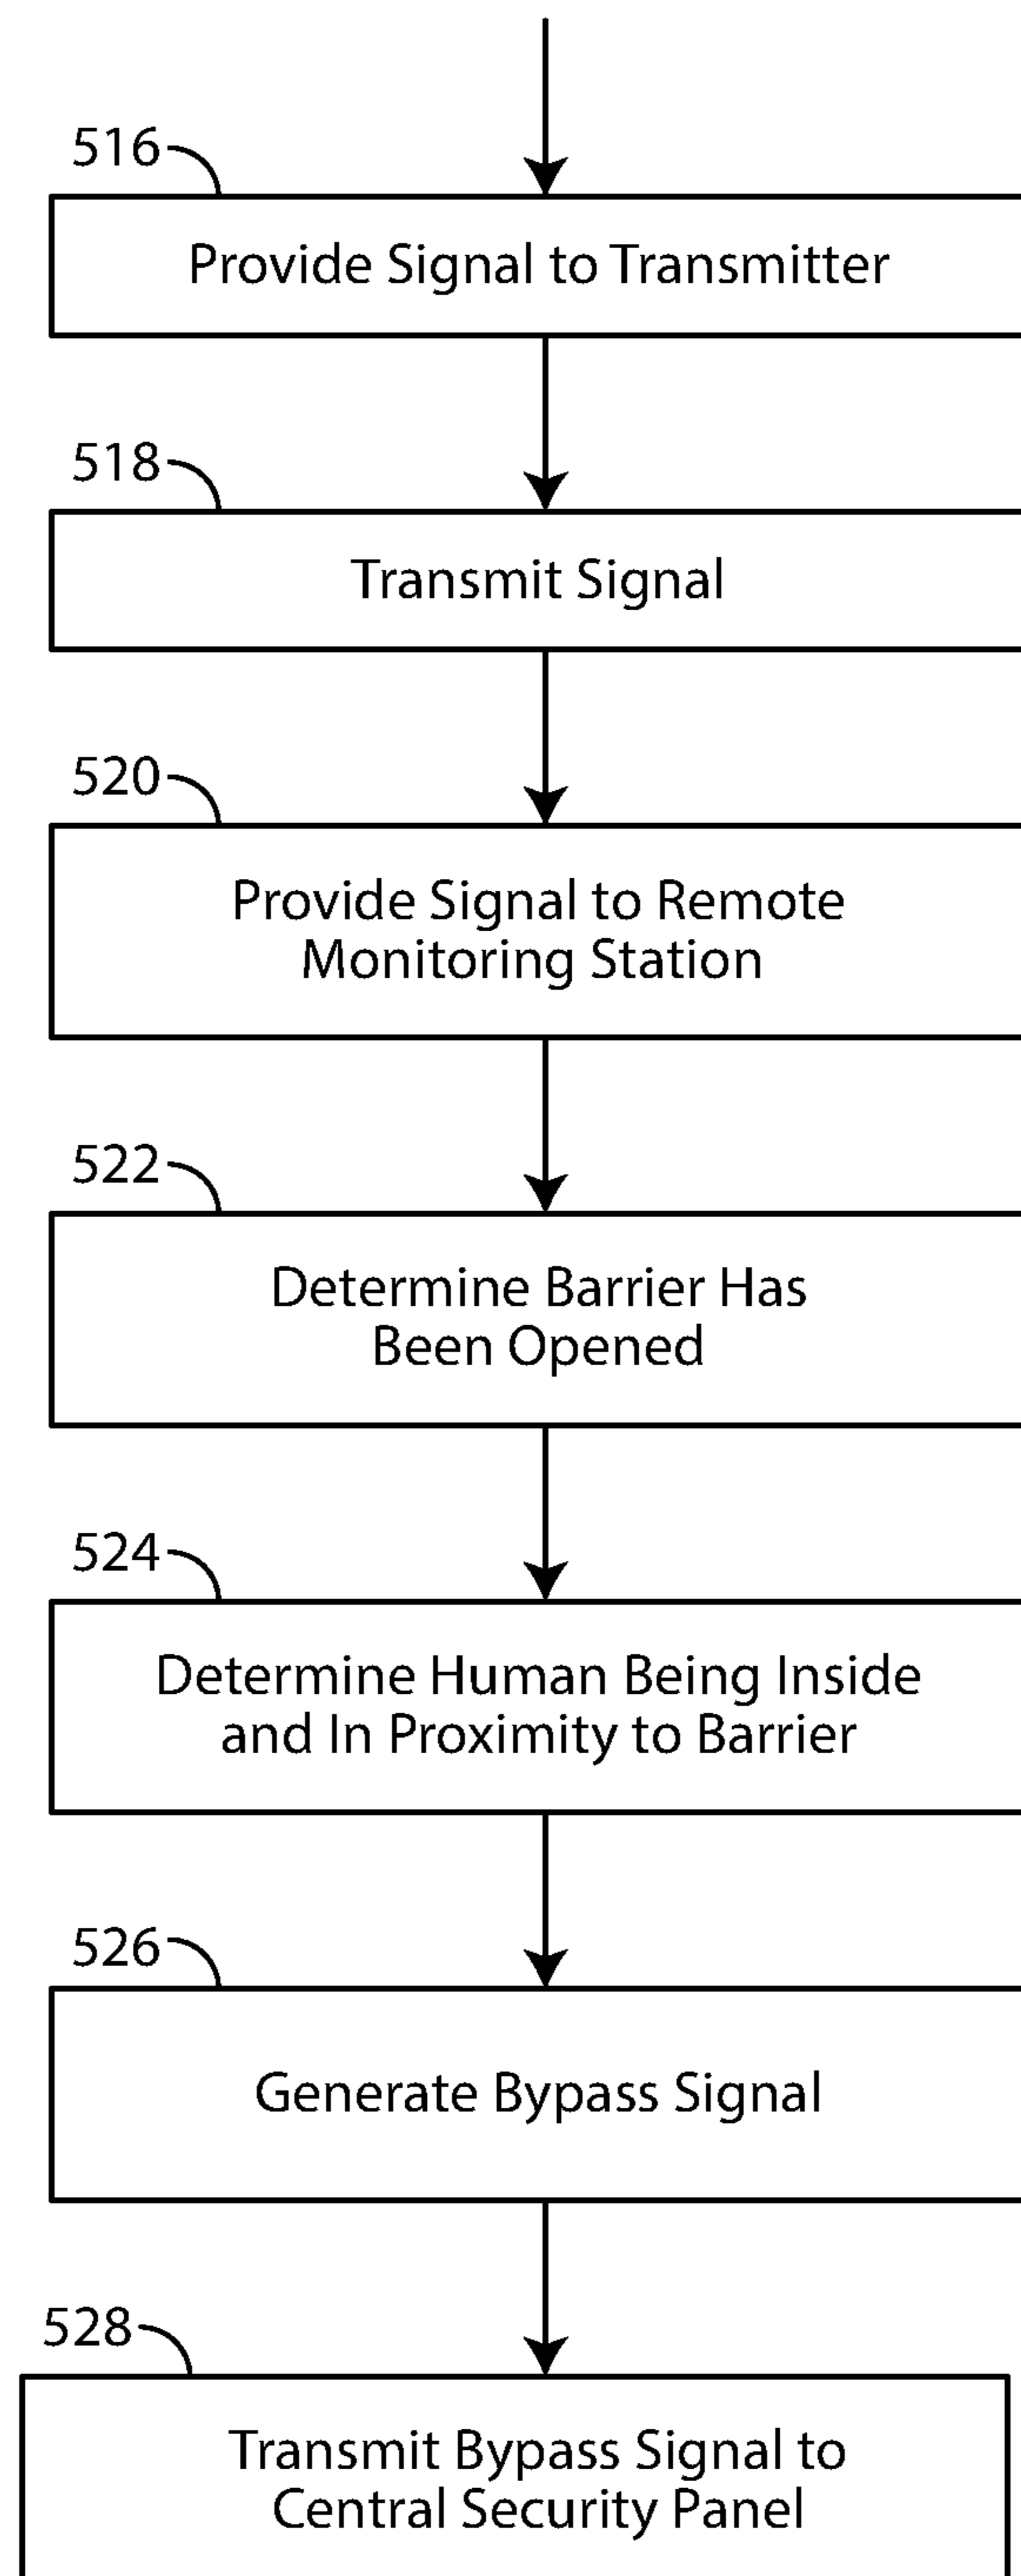 516
Provide Signal to Transmitter
518
Transmit Signal
520
Provide Signal to Remote
Monitoring Station
522
Determine Barrier Has
Been Opened
524
Determine Human Being Inside
and In Proximity to Barrier
526
Generate Bypass Signal
528
Transmit Bypass Signal to
Central Security Panel